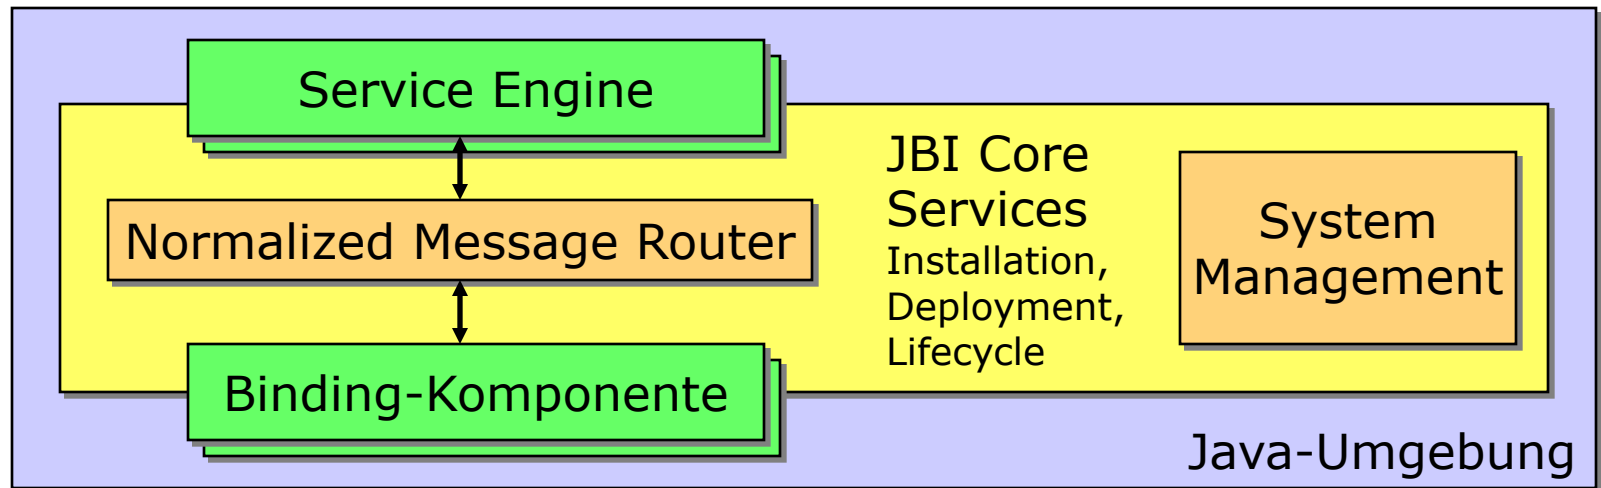 Service Engine
Normalized Message Router
Binding-Komponente
JBI Core
Services
Installation,
Deployment,
Lifecycle
System
Management
Java-Umgebung